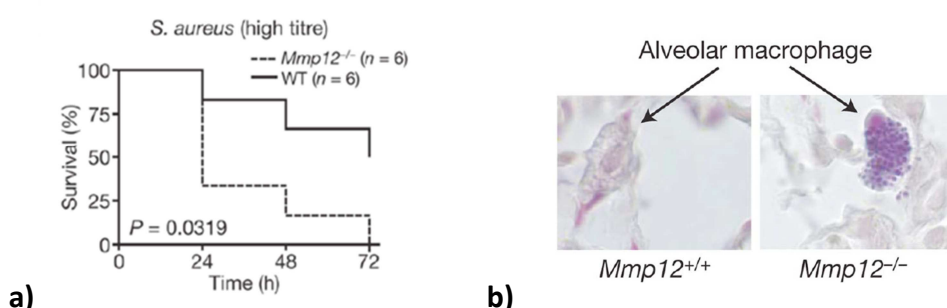 S. aureus (high titre)
Mmp12–/– (n = 6)
WT (n = 6)
100
75
50
25
0
Survival (%)
P = 0.0319
0 24 48 72
Time (h)
a)
Alveolar macrophage
Mmp12+/+ Mmp12–/–
b)